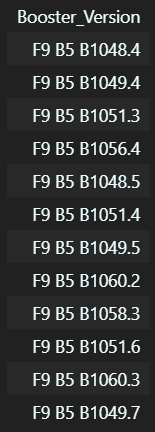 Booster_Version
F9 B5 B1048.4
F9 B5 B1049.4
F9 B5 B1051.3
F9 B5 B1056.4
F9 B5 B1048.5
F9 B5 B1051.4
F9 B5 B1049.5
F9 B5 B1060.2
F9 B5 B1058.3
F9 B5 B1051.6
F9 B5 B1060.3
F9 B5 B1049.7